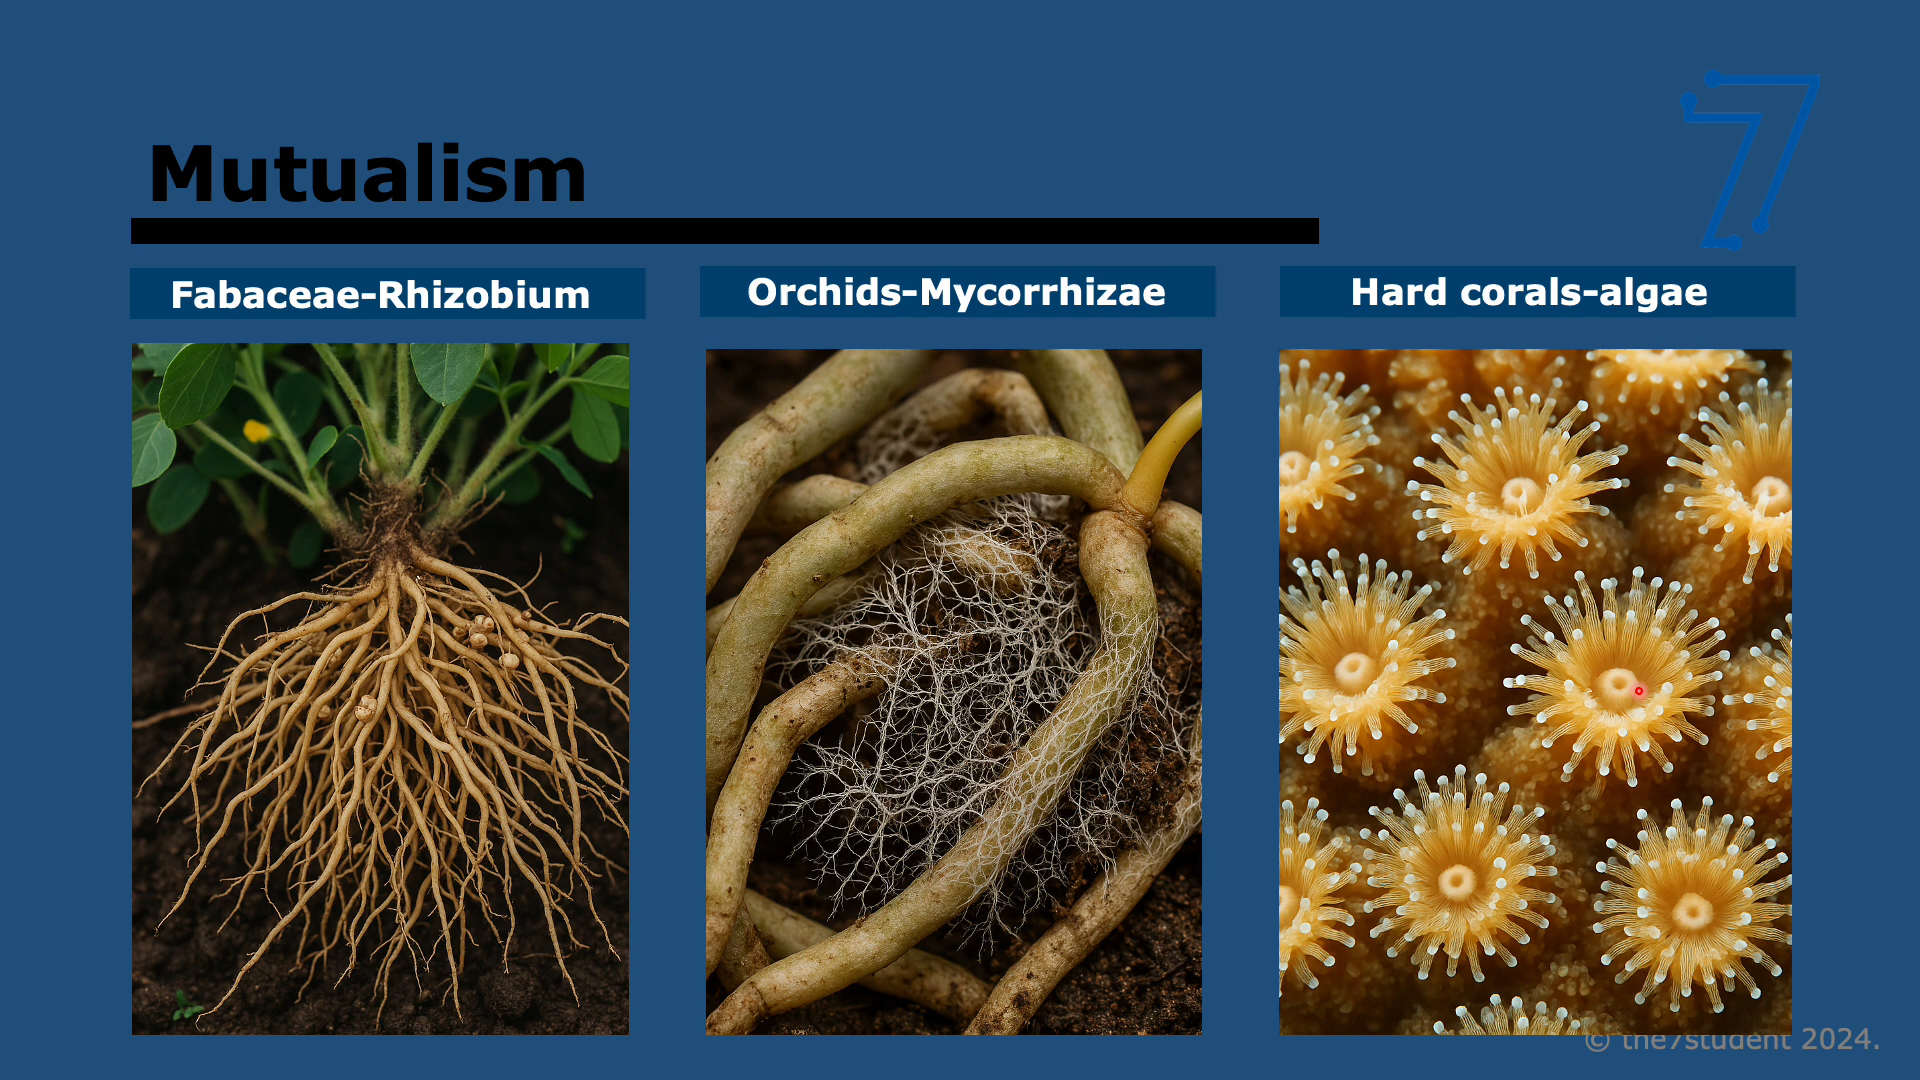 Mutualism
Fabaceae-Rhizobium
Orchids-Mycorrhizae
Hard corals-algae
© the7student 2024.